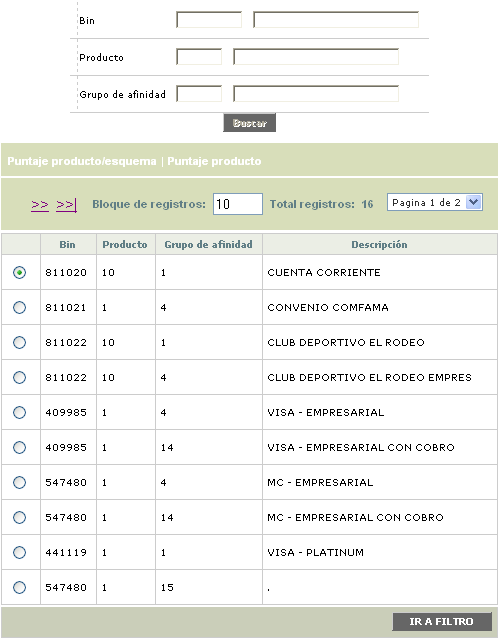 Bin
Producto
Grupo de afinidad
Buscar
Puntaje producto/esquema | Puntaje producto
>> >>| Bloque de registros: 10 Total registros: 16 Pagina 1 de 2
Bin Producto Grupo de afinidad Descripción
811020 10 1 CUENTA CORRIENTE
811021 1 4 CONVENIO COMFAMA
811022 10 1 CLUB DEPORTIVO EL RODEO
811022 10 4 CLUB DEPORTIVO EL RODEO EMPRES
409985 1 4 VISA - EMPRESARIAL
409985 1 14 VISA - EMPRESARIAL CON COBRO
547480 1 4 MC - EMPRESARIAL
547480 1 14 MC - EMPRESARIAL CON COBRO
441119 1 1 VISA - PLATINUM
547480 1 15 .
IR A FILTRO